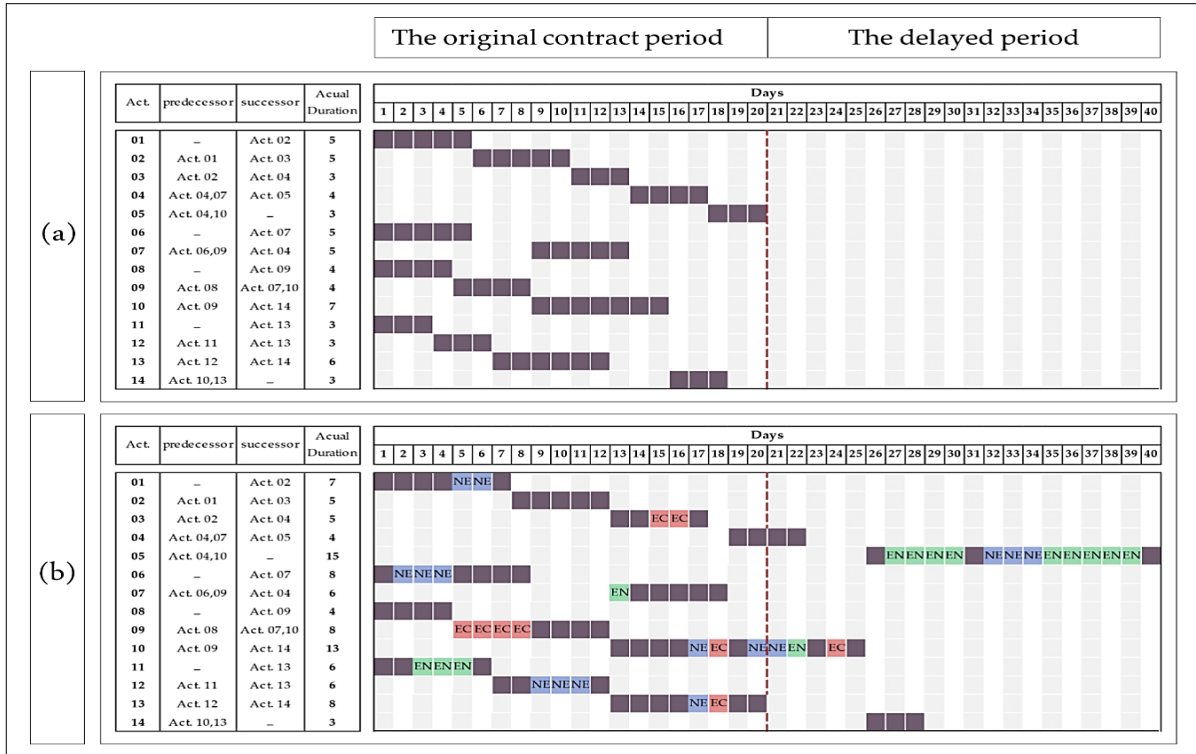 The original contract period The delayed period
(a)
Act. predecessor successor Acual Duration Days
1 2 3 4 5 6 7 8 9 10 11 12 13 14 15 16 17 18 19 20 21 22 23 24 25 26 27 28 29 30 31 32 33 34 35 36 37 38 39 40
01 – Act. 02 5
02 Act. 01 Act. 03 5
03 Act. 02 Act. 04 3
04 Act. 04,07 Act. 05 4
05 Act. 04,10 – 3
06 – Act. 07 5
07 Act. 06,09 Act. 04 5
08 – Act. 09 4
09 Act. 08 Act. 07,10 4
10 Act. 09 Act. 14 7
11 – Act. 13 3
12 Act. 11 Act. 13 3
13 Act. 12 Act. 14 6
14 Act. 10,13 – 3
(b)
Act. predecessor successor Acual Duration Days
1 2 3 4 5 6 7 8 9 10 11 12 13 14 15 16 17 18 19 20 21 22 23 24 25 26 27 28 29 30 31 32 33 34 35 36 37 38 39 40
01 – Act. 02 7 NE NE
02 Act. 01 Act. 03 5
03 Act. 02 Act. 04 5 EC EC
04 Act. 04,07 Act. 05 4
05 Act. 04,10 – 15 EN EN EN EN NE NE NE EN EN EN EN EN
06 – Act. 07 8 NE NE NE
07 Act. 06,09 Act. 04 6 EN
08 – Act. 09 4
09 Act. 08 Act. 07,10 8 EC EC EC EC
10 Act. 09 Act. 14 13 NE EC NE NE EN EC
11 – Act. 13 6 EN EN EN
12 Act. 11 Act. 13 6 NE NE NE
13 Act. 12 Act. 14 8 NE EC
14 Act. 10,13 – 3